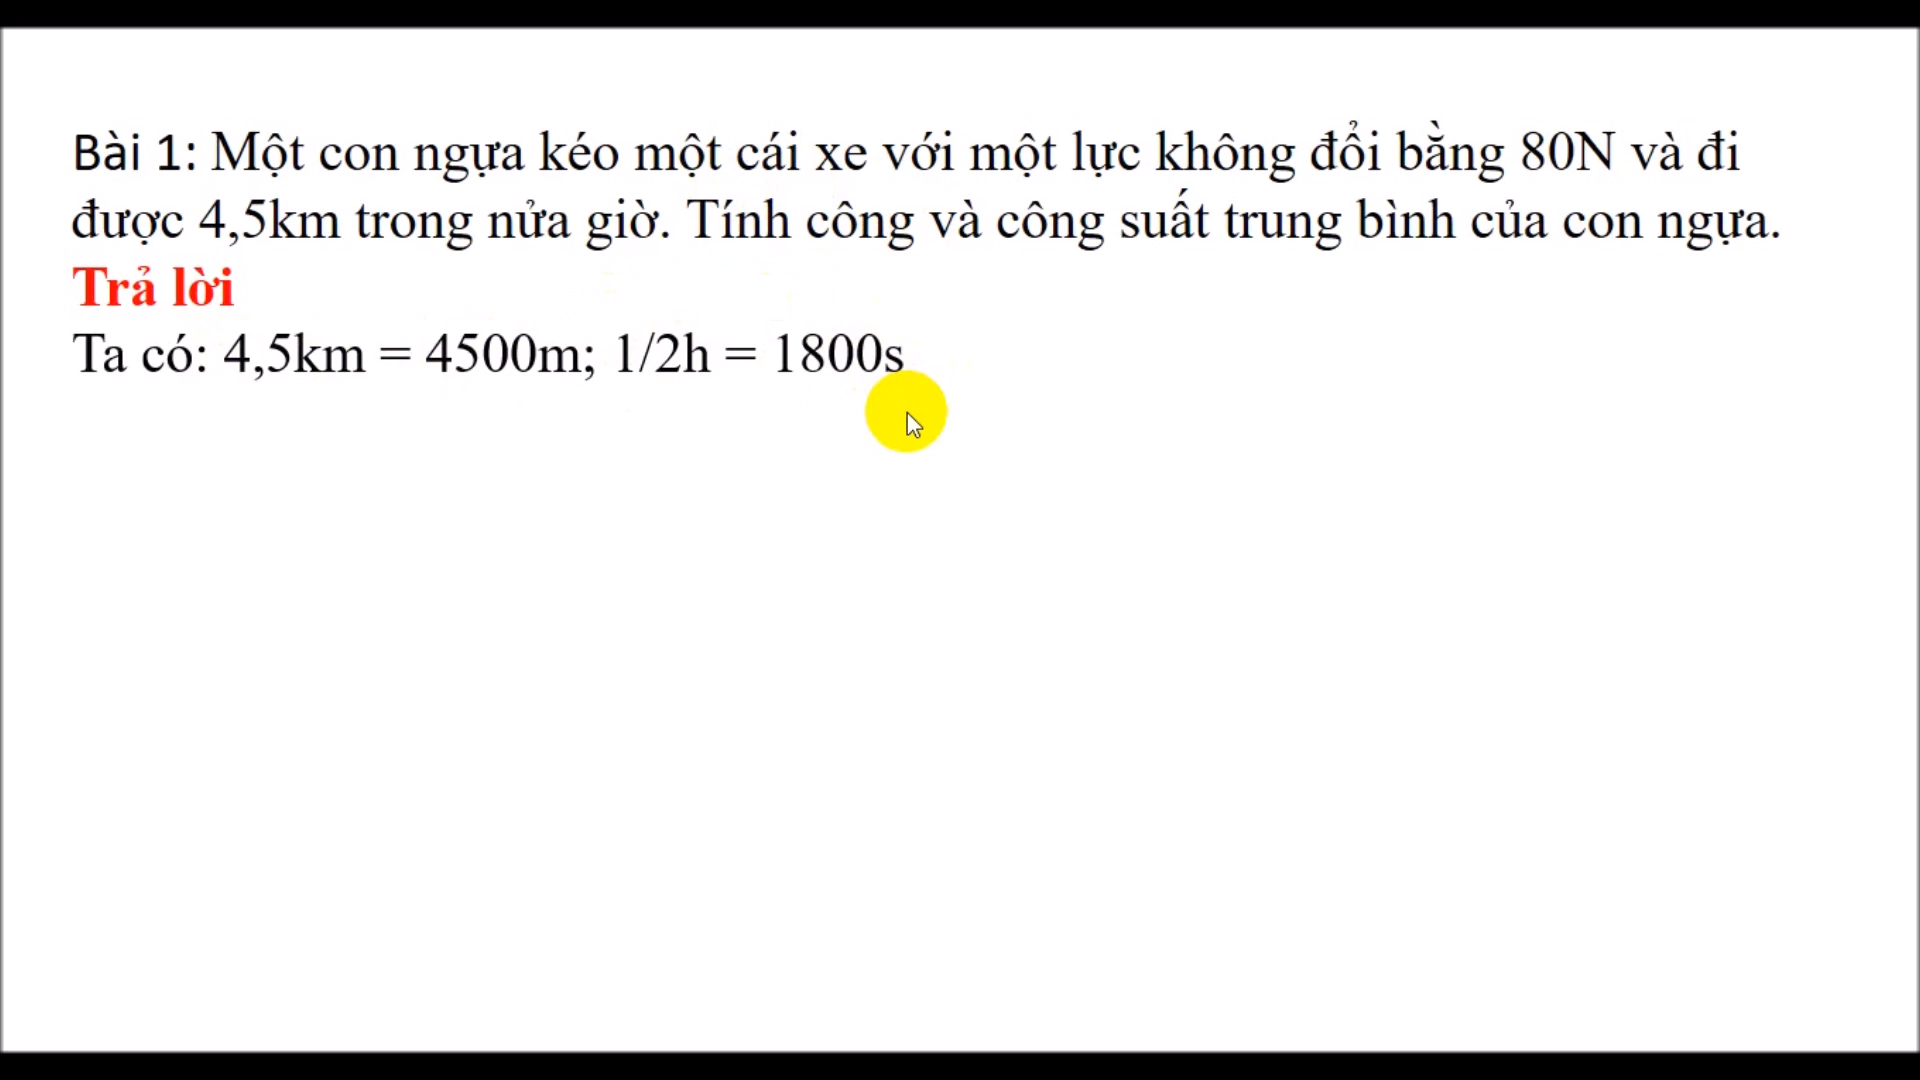 Bài 1: Một con ngựa kéo một cái xe với một lực không đổi bằng 80N và đi
được 4,5km trong nửa giờ. Tính công và công suất trung bình của con ngựa.
Trả lời
Ta có: 4,5km = 4500m; 1/2h = 1800s